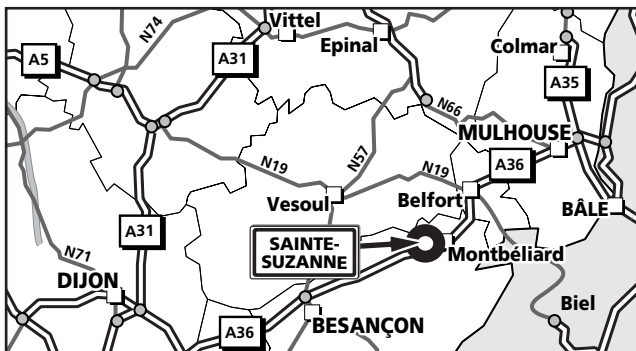 N74
Vittel
Epinal
Colmar
A5
A31
A35
N66
MULHOUSE
N57
N19
N19
A36
Vesoul
Belfort
BÂLE
A31
SAINTE-
SUZANNE
N71
Montbéliard
DIJON
Biel
A36
BESANÇON